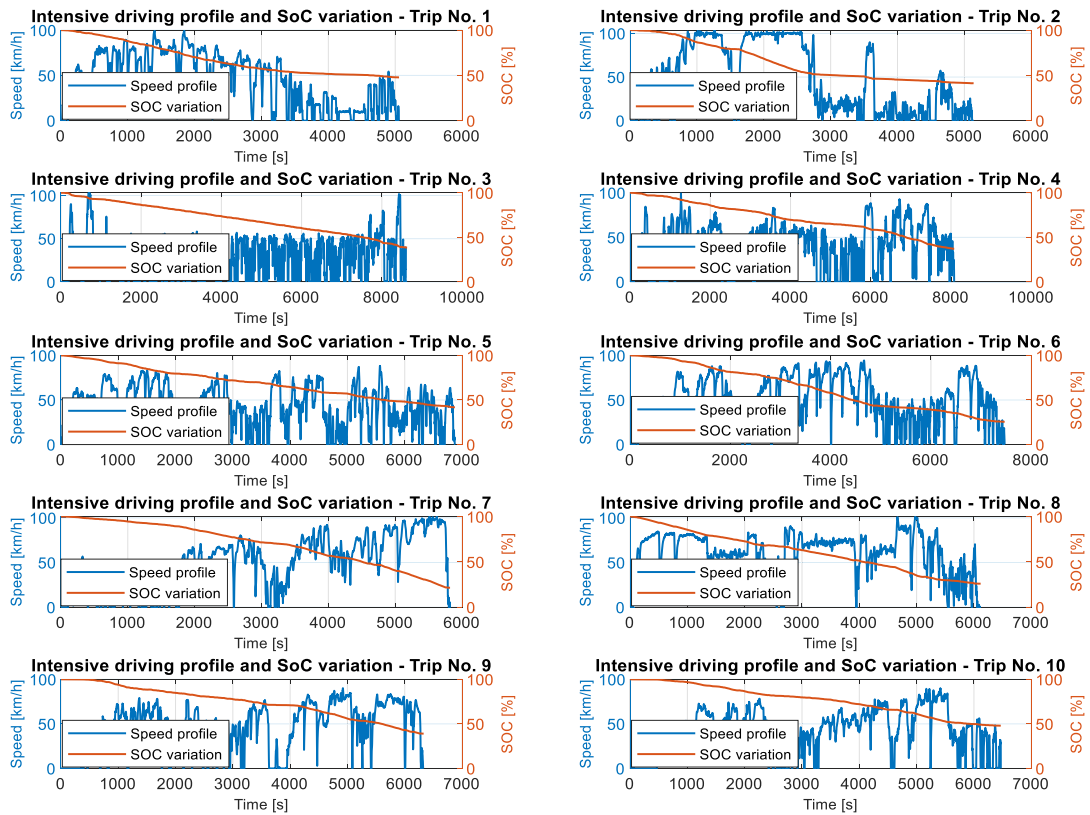 Intensive driving profile and SoC variation - Trip No. 1
100
50
0
Speed [km/h]
Speed profile
SOC variation
100
50
0
SOC [%]
0 1000 2000 3000 4000 5000 6000
Time [s]
Intensive driving profile and SoC variation - Trip No. 2
100
50
0
Speed [km/h]
Speed profile
SOC variation
100
50
0
SOC [%]
0 1000 2000 3000 4000 5000 6000
Time [s]
Intensive driving profile and SoC variation - Trip No. 3
100
50
0
Speed [km/h]
Speed profile
SOC variation
100
50
0
SOC [%]
0 2000 4000 6000 8000 10000
Time [s]
Intensive driving profile and SoC variation - Trip No. 4
100
50
0
Speed [km/h]
Speed profile
SOC variation
100
50
0
SOC [%]
0 2000 4000 6000 8000 10000
Time [s]
Intensive driving profile and SoC variation - Trip No. 5
100
50
0
Speed [km/h]
Speed profile
SOC variation
100
50
0
SOC [%]
0 1000 2000 3000 4000 5000 6000 7000
Time [s]
Intensive driving profile and SoC variation - Trip No. 6
100
50
0
Speed [km/h]
Speed profile
SOC variation
100
50
0
SOC [%]
0 2000 4000 6000 8000
Time [s]
Intensive driving profile and SoC variation - Trip No. 7
100
50
0
Speed [km/h]
Speed profile
SOC variation
100
50
0
SOC [%]
0 1000 2000 3000 4000 5000 6000
Time [s]
Intensive driving profile and SoC variation - Trip No. 8
100
50
0
Speed [km/h]
Speed profile
SOC variation
100
50
0
SOC [%]
0 1000 2000 3000 4000 5000 6000 7000
Time [s]
Intensive driving profile and SoC variation - Trip No. 9
100
50
0
Speed [km/h]
Speed profile
SOC variation
100
50
0
SOC [%]
0 1000 2000 3000 4000 5000 6000 7000
Time [s]
Intensive driving profile and SoC variation - Trip No. 10
100
50
0
Speed [km/h]
Speed profile
SOC variation
100
50
0
SOC [%]
0 1000 2000 3000 4000 5000 6000 7000
Time [s]